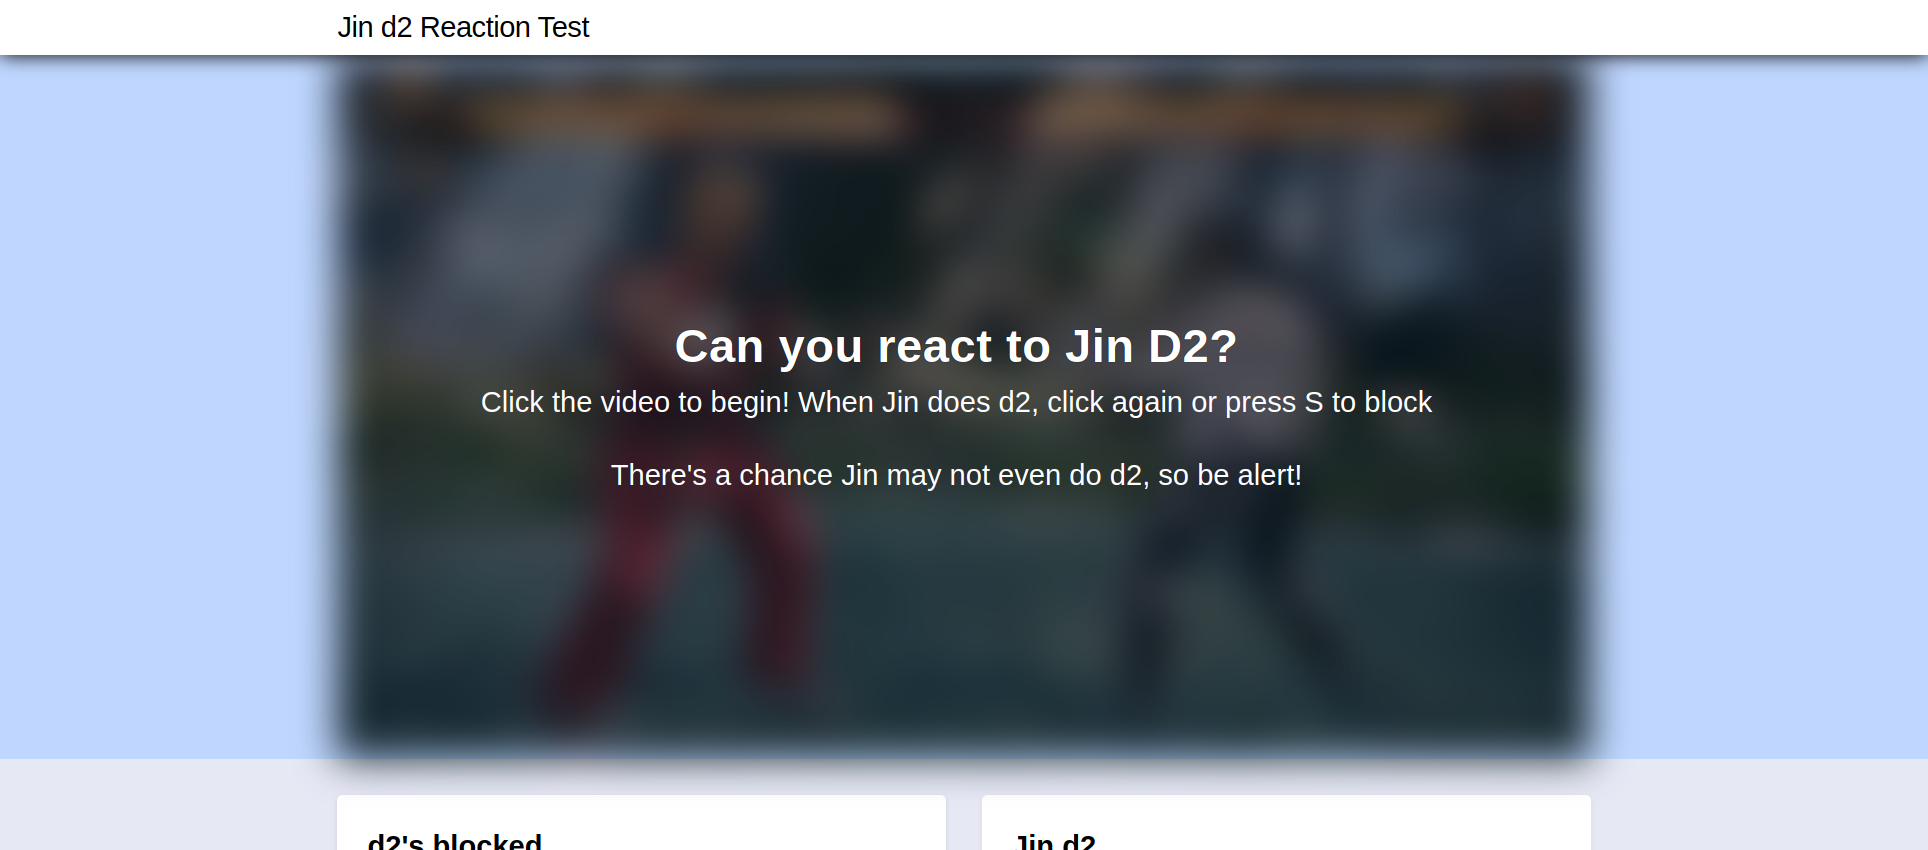 Jin d2 Reaction Test
Can you react to Jin D2?
Click the video to begin! When Jin does d2, click again or press S to block
There's a chance Jin may not even do d2, so be alert!
d2's blocked
Jin d2